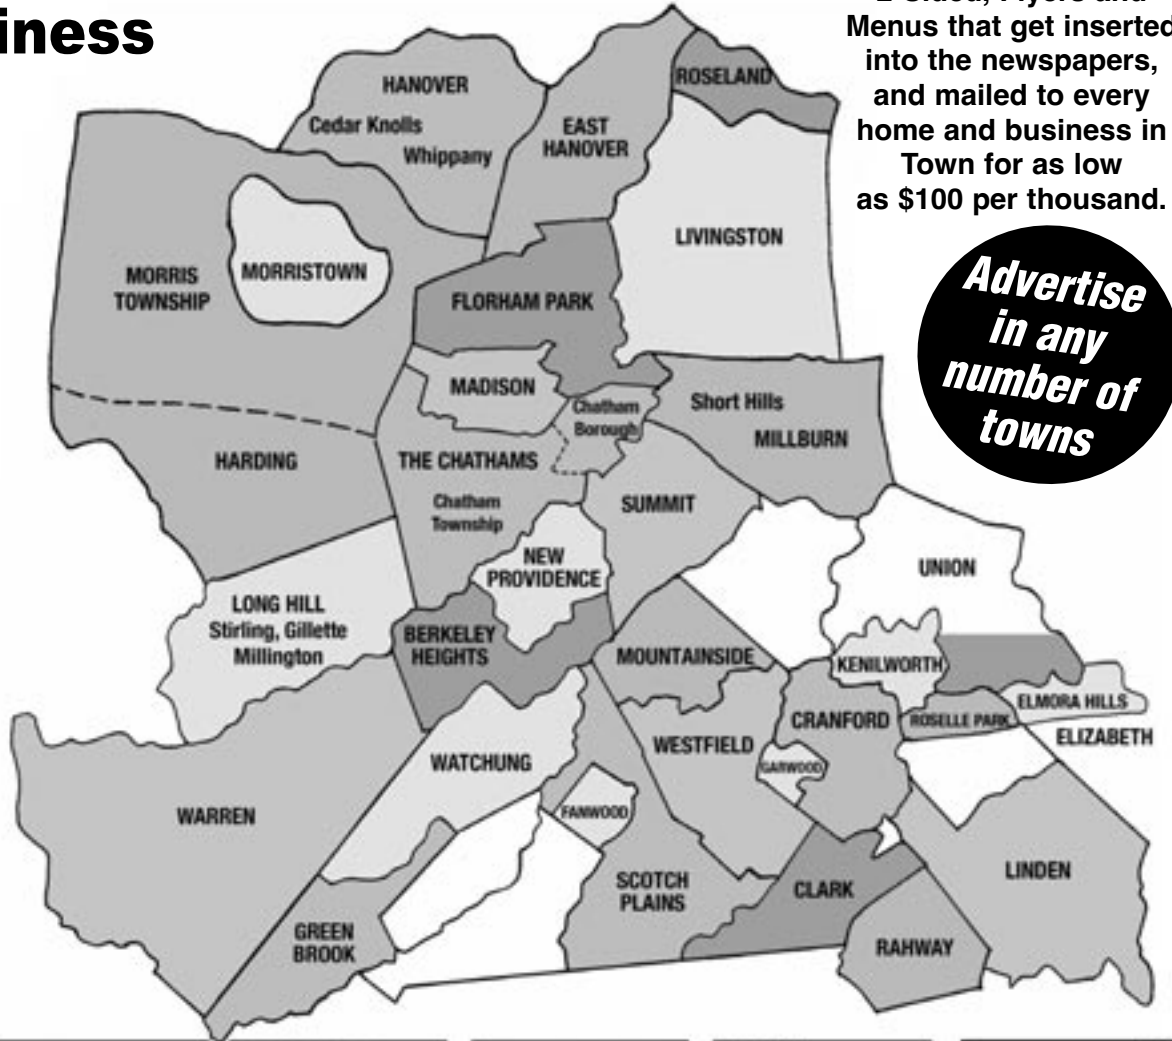 iness
Menus that get inserted
into the newspapers,
and mailed to every
home and business in
Town for as low
as $100 per thousand.
Advertise
in any
number of
towns
HANOVER
Cedar Knolls
Whippany
EAST
HANOVER
ROSELAND
LIVINGSTON
MORRIS
TOWNSHIP
MORRISTOWN
FLORHAM PARK
MADISON
Chatham
Borough
Short Hills
MILLBURN
HARDING
THE CHATHAMS
Chatham
Township
SUMMIT
NEW
PROVIDENCE
UNION
LONG HILL
Stirling, Gillette
Millington
BERKELEY
HEIGHTS
MOUNTAINSIDE
KENILWORTH
ELMORA HILLS
ROSELLE PARK
CRANFORD
ELIZABETH
WESTFIELD
GARWOOD
WATCHUNG
WARREN
FANWOOD
SCOTCH
PLAINS
CLARK
LINDEN
GREEN
BROOK
RAHWAY